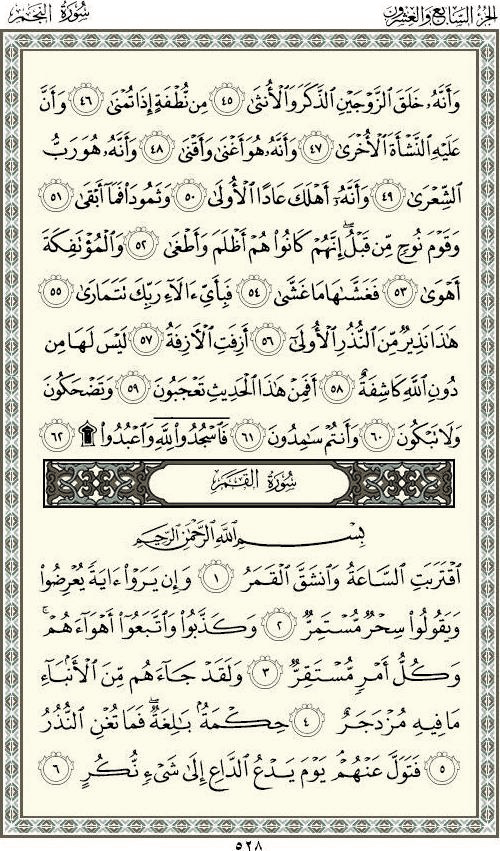 الجزء السابع والعشرون
سورة النجم
وَأَنَّهُۥ خَلَقَ ٱلزَّوْجَيْنِ ٱلذَّكَرَ وَٱلْأُنثَىٰ ٤٥ مِن نُّطْفَةٍ إِذَا تُمْنَىٰ ٤٦ وَأَنَّ
عَلَيْهِ ٱلنَّشْأَةَ ٱلْأُخْرَىٰ ٤٧ وَأَنَّهُۥ هُوَ أَغْنَىٰ وَأَقْنَىٰ ٤٨ وَأَنَّهُۥ هُوَ رَبُّ
ٱلشِّعْرَىٰ ٤٩ وَأَنَّهُۥٓ أَهْلَكَ عَادًا ٱلْأُولَىٰ ٥٠ وَثَمُودَا۟ فَمَآ أَبْقَىٰ ٥١
وَقَوْمَ نُوحٍ مِّن قَبْلُ ۖ إِنَّهُمْ كَانُوا۟ هُمْ أَظْلَمَ وَأَطْغَىٰ ٥٢ وَٱلْمُؤْتَفِكَةَ
أَهْوَىٰ ٥٣ فَغَشَّىٰهَا مَا غَشَّىٰ ٥٤ فَبِأَىِّ ءَالَآءِ رَبِّكَ تَتَمَارَىٰ ٥٥
هَٰذَا نَذِيرٌ مِّنَ ٱلنُّذُرِ ٱلْأُولَىٰٓ ٥٦ أَزِفَتِ ٱلْـَٔازِفَةُ ٥٧ لَيْسَ لَهَا مِن
دُونِ ٱللَّهِ كَاشِفَةٌ ٥٨ أَفَمِنْ هَٰذَا ٱلْحَدِيثِ تَعْجَبُونَ ٥٩ وَتَضْحَكُونَ
وَلَا تَبْكُونَ ٦٠ وَأَنتُمْ سَٰمِدُونَ ٦١ فَٱسْجُدُوا۟ لِلَّهِ وَٱعْبُدُوا۟ ۩ ٦٢
سورة القمر
بِسْمِ ٱللَّهِ ٱلرَّحْمَٰنِ ٱلرَّحِيمِ
ٱقْتَرَبَتِ ٱلسَّاعَةُ وَٱنشَقَّ ٱلْقَمَرُ ١ وَإِن يَرَوْا۟ ءَايَةً يُعْرِضُوا۟
وَيَقُولُوا۟ سِحْرٌ مُّسْتَمِرٌّ ٢ وَكَذَّبُوا۟ وَٱتَّبَعُوٓا۟ أَهْوَآءَهُمْ ۚ
وَكُلُّ أَمْرٍ مُّسْتَقِرٌّ ٣ وَلَقَدْ جَآءَهُم مِّنَ ٱلْأَنۢبَآءِ
مَا فِيهِ مُزْدَجَرٌ ٤ حِكْمَةٌۢ بَٰلِغَةٌ ۖ فَمَا تُغْنِ ٱلنُّذُرُ
٥ فَتَوَلَّ عَنْهُمْ ۘ يَوْمَ يَدْعُ ٱلدَّاعِ إِلَىٰ شَىْءٍ نُّكُرٍ ٦
٥٢٨